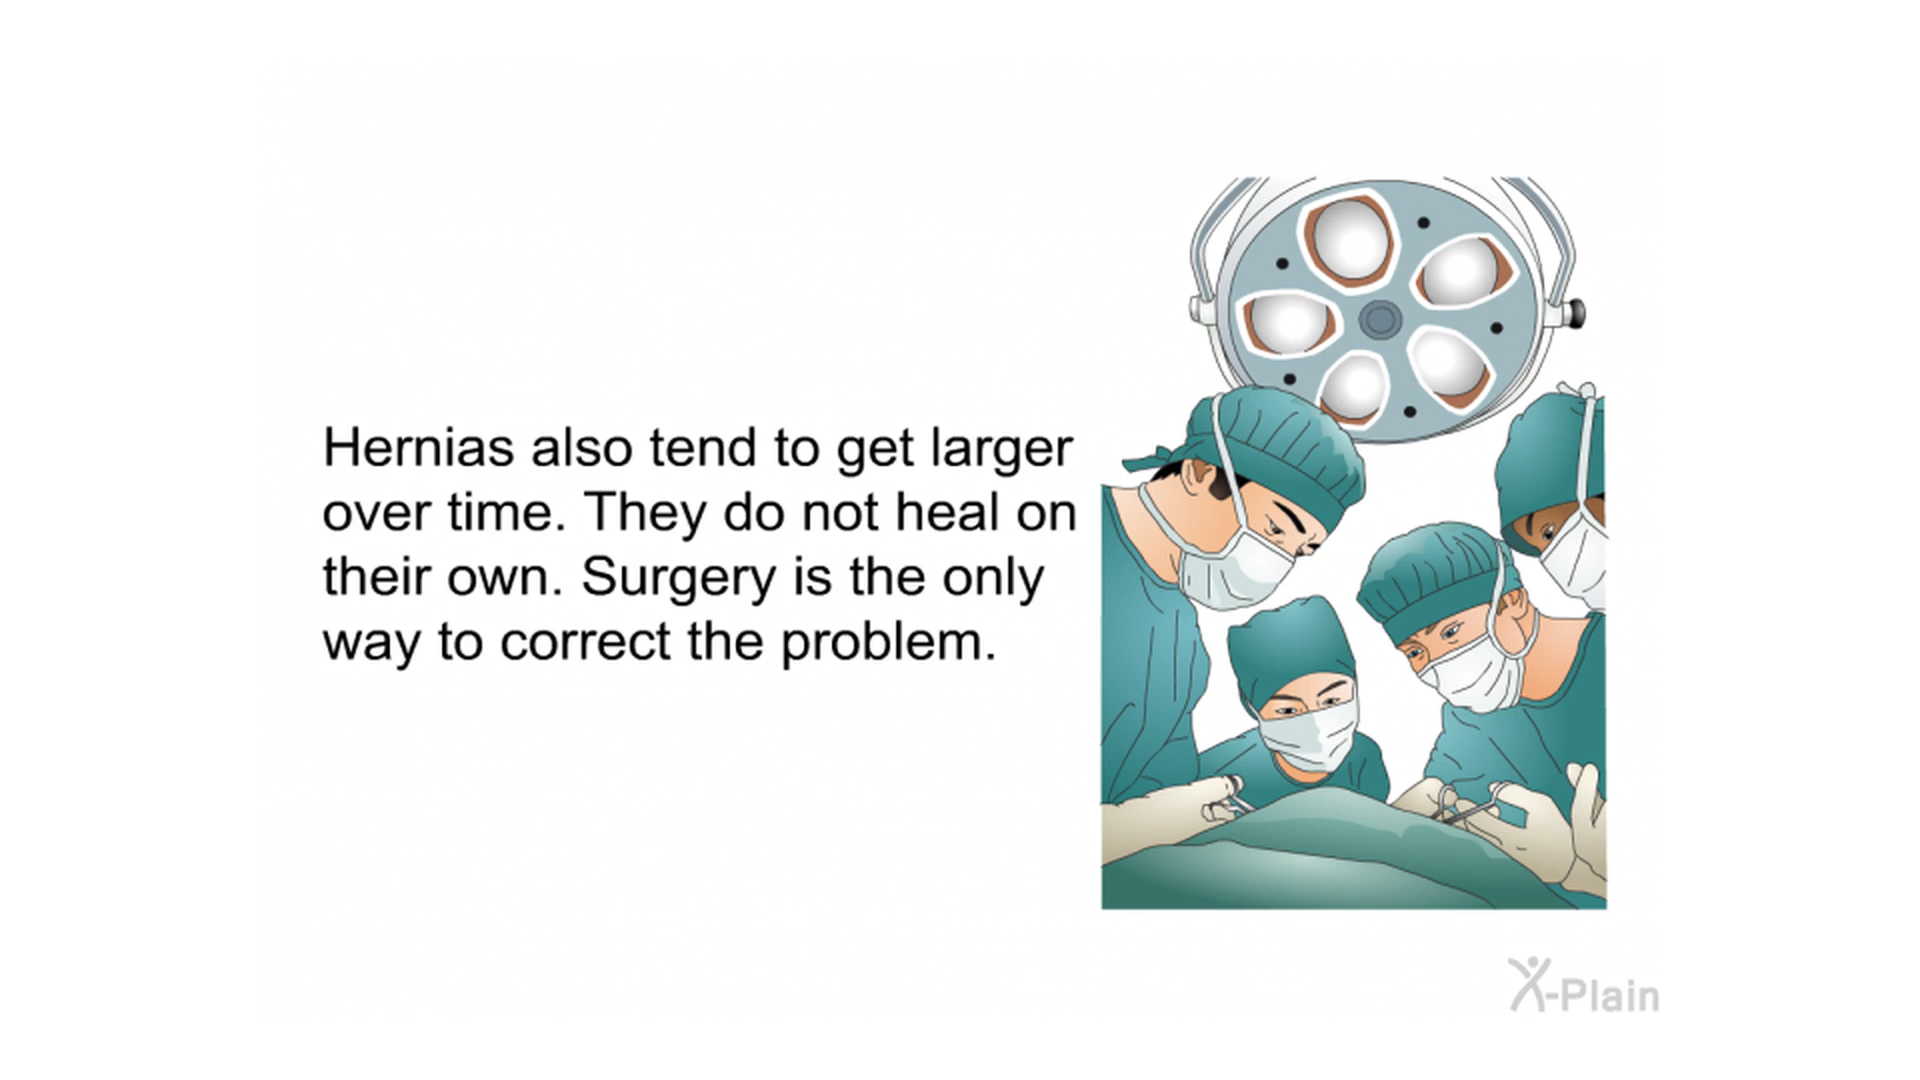 Hernias also tend to get larger
over time. They do not heal on
their own. Surgery is the only
way to correct the problem.
X-Plain